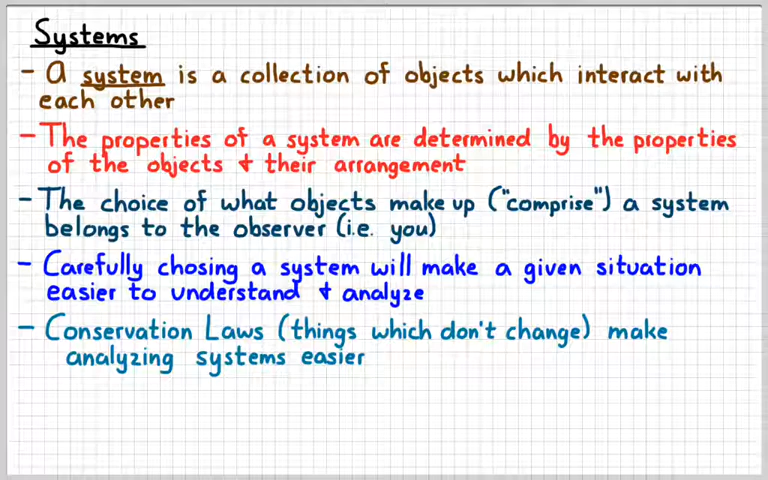 Systems
- A system is a collection of objects which interact with
each other
- The properties of a system are determined by the properties
of the objects + their arrangement
- The choice of what objects make up ("comprise") a system
belongs to the observer (i.e. you)
- Carefully chosing a system will make a given situation
easier to understand + analyze
- Conservation Laws (things which don't change) make
analyzing systems easier